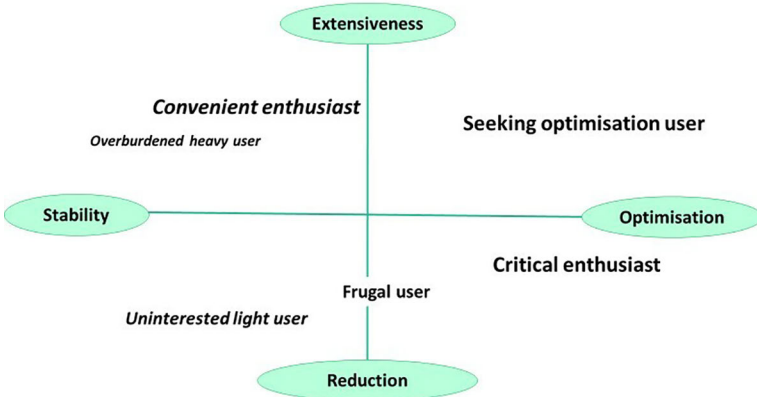 Extensiveness
Convenient enthusiast
Seeking optimisation user
Overburdened heavy user
Stability
Optimisation
Critical enthusiast
Frugal user
Uninterested light user
Reduction